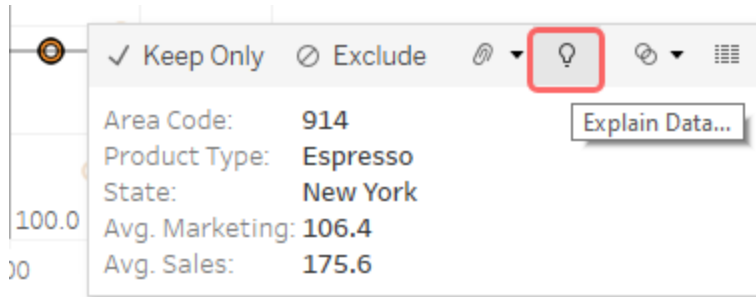 Keep Only Exclude
Explain Data...
Area Code: 914
Product Type: Espresso
State: New York
Avg. Marketing: 106.4
Avg. Sales: 175.6
100.0
00